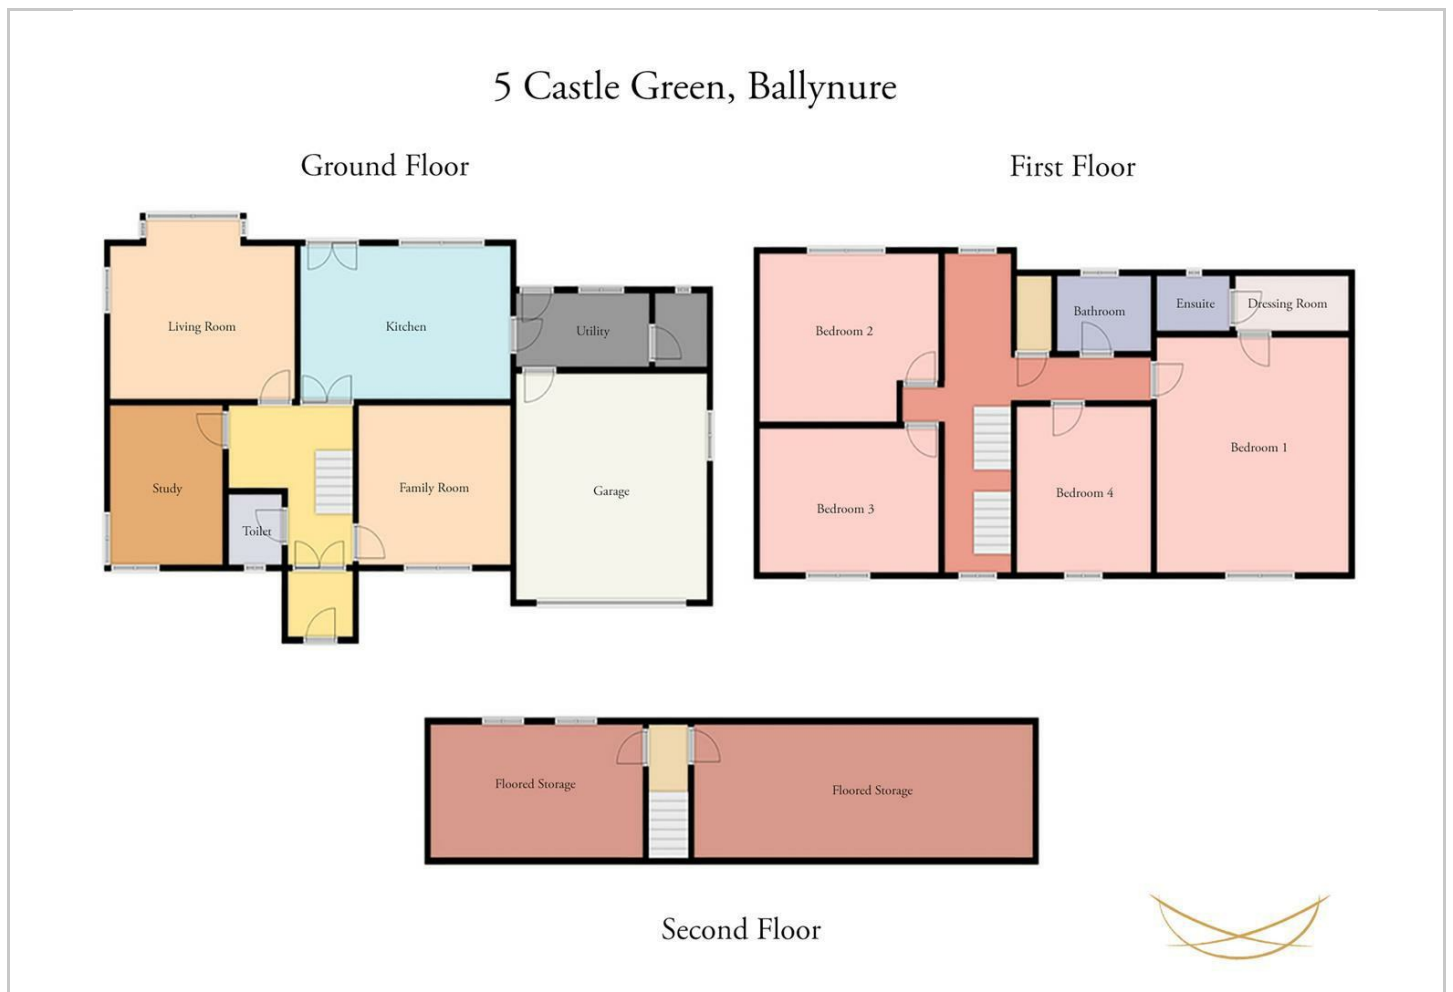 5 Castle Green, Ballynure
Ground Floor
First Floor
Living Room
Kitchen
Utility
Study
Toilet
Family Room
Garage
Bedroom 2
Bathroom
Ensuite
Dressing Room
Bedroom 1
Bedroom 3
Bedroom 4
Floored Storage
Floored Storage
Second Floor